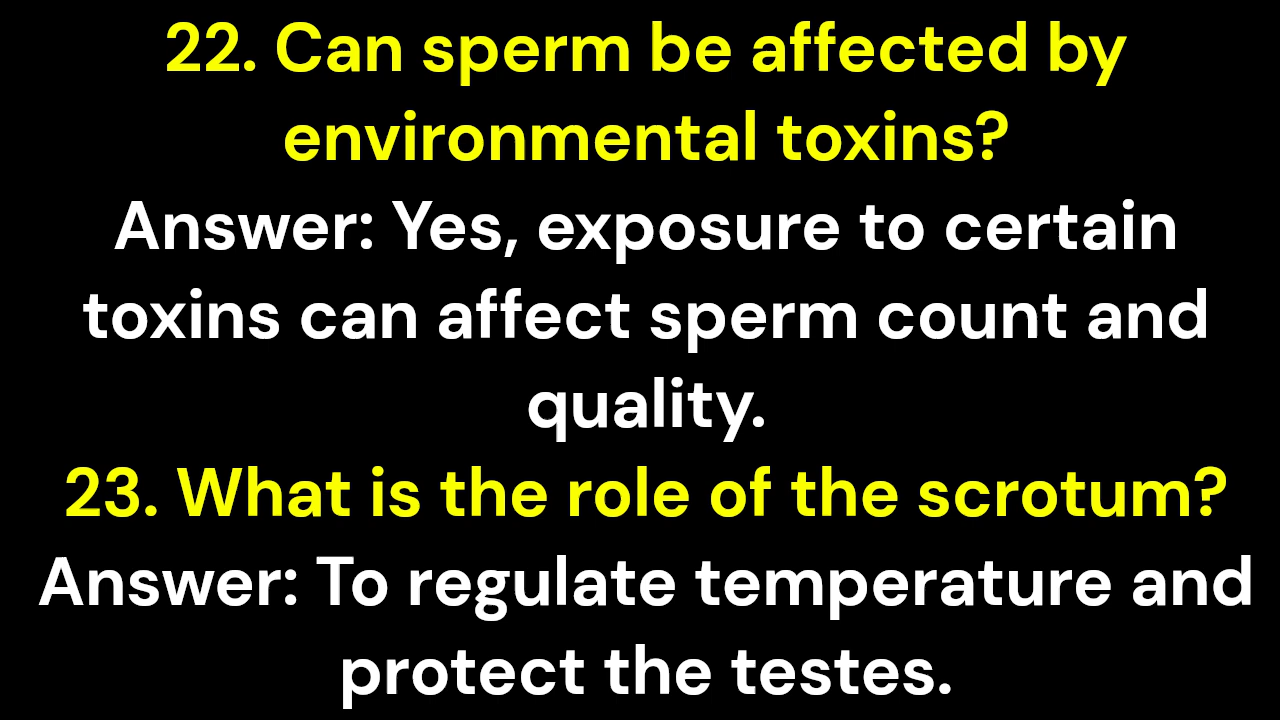 22. Can sperm be affected by
environmental toxins?
Answer: Yes, exposure to certain
toxins can affect sperm count and
quality.
23. What is the role of the scrotum?
Answer: To regulate temperature and
protect the testes.